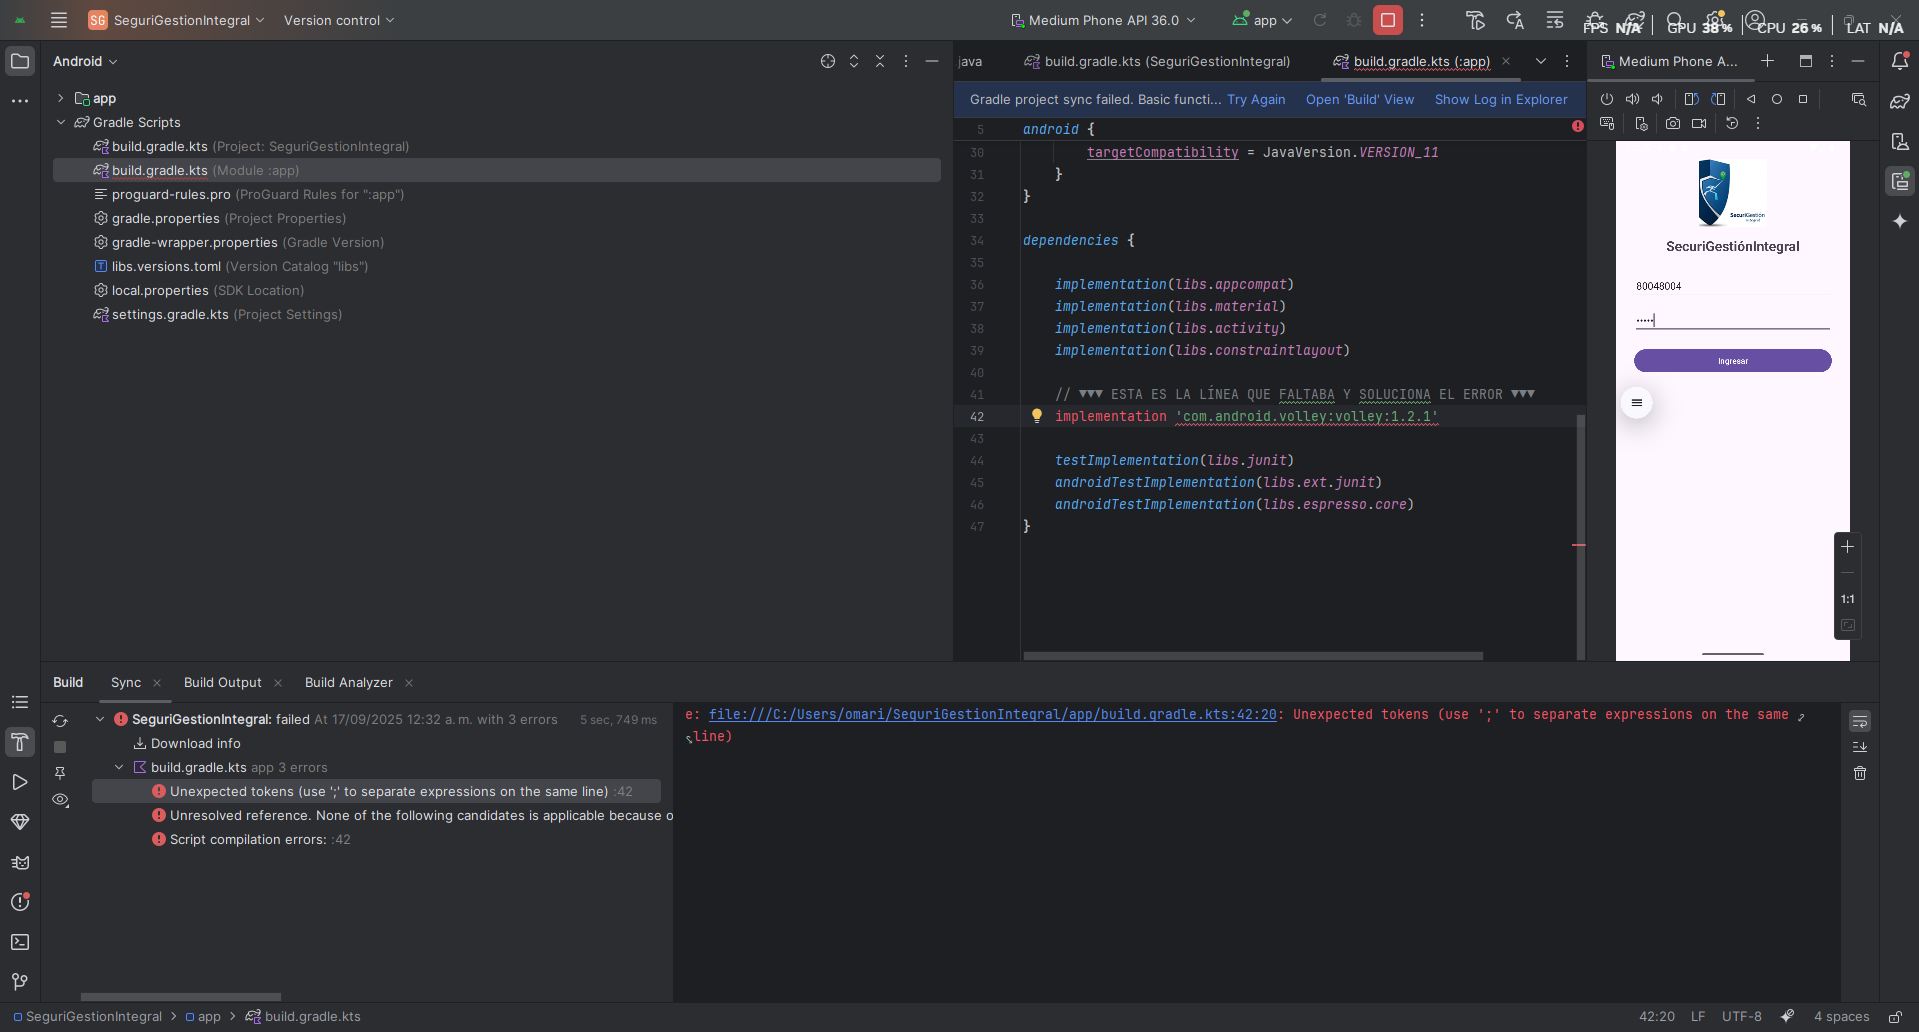 SG SeguriGestionIntegral Version control Medium Phone API 36.0 app
FPS N/A GPU 38 % CPU 26 % LAT N/A
Android
app
Gradle Scripts
build.gradle.kts (Project: SeguriGestionIntegral)
build.gradle.kts (Module :app)
proguard-rules.pro (ProGuard Rules for ":app")
gradle.properties (Project Properties)
gradle-wrapper.properties (Gradle Version)
libs.versions.toml (Version Catalog "libs")
local.properties (SDK Location)
settings.gradle.kts (Project Settings)
java build.gradle.kts (SeguriGestionIntegral) build.gradle.kts (:app)
Gradle project sync failed. Basic functi... Try Again Open 'Build' View Show Log in Explorer
5 android {
30 targetCompatibility = JavaVersion.VERSION_11
31 }
32 }
33
34 dependencies {
35
36 implementation(libs.appcompat)
37 implementation(libs.material)
38 implementation(libs.activity)
39 implementation(libs.constraintlayout)
40
41 // ▼▼▼ ESTA ES LA LÍNEA QUE FALTABA Y SOLUCIONA EL ERROR ▼▼▼
42 implementation 'com.android.volley:volley:1.2.1'
43
44 testImplementation(libs.junit)
45 androidTestImplementation(libs.ext.junit)
46 androidTestImplementation(libs.espresso.core)
47 }
Medium Phone A...
SecuriGestión
SecuriGestiónIntegral
80048004
•••••
Ingresar
1:1
Build Sync Build Output Build Analyzer
SeguriGestionIntegral: failed At 17/09/2025 12:32 a. m. with 3 errors 5 sec, 749 ms
Download info
build.gradle.kts app 3 errors
Unexpected tokens (use ';' to separate expressions on the same line) :42
Unresolved reference. None of the following candidates is applicable because o
Script compilation errors: :42
e: file:///C:/Users/omari/SeguriGestionIntegral/app/build.gradle.kts:42:20: Unexpected tokens (use ';' to separate expressions on the same
line)
SeguriGestionIntegral > app > build.gradle.kts
42:20 LF UTF-8 4 spaces